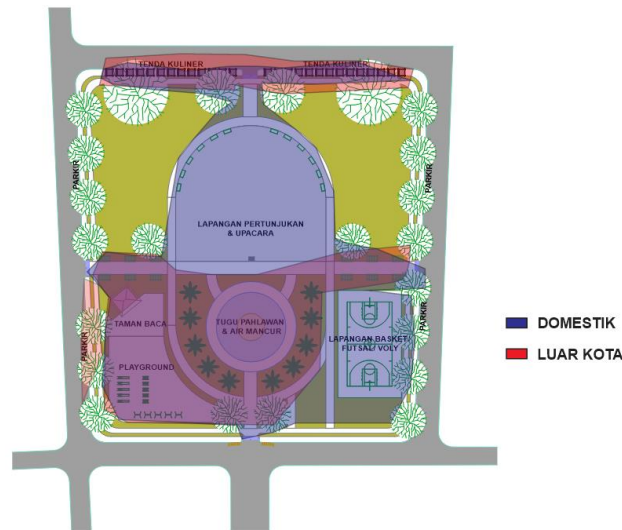 TENDA KULINER
TENDA KULINER
PARKIR
PARKIR
LAPANGAN PERTUNJUKAN
& UPACARA
TAMAN BACA
TUGU PAHLAWAN
& AIR MANCUR
LAPANGAN BASKET/
FUTSAL/ VOLY
PARKIR
PARKIR
PLAYGROUND
DOMESTIK
LUAR KOTA